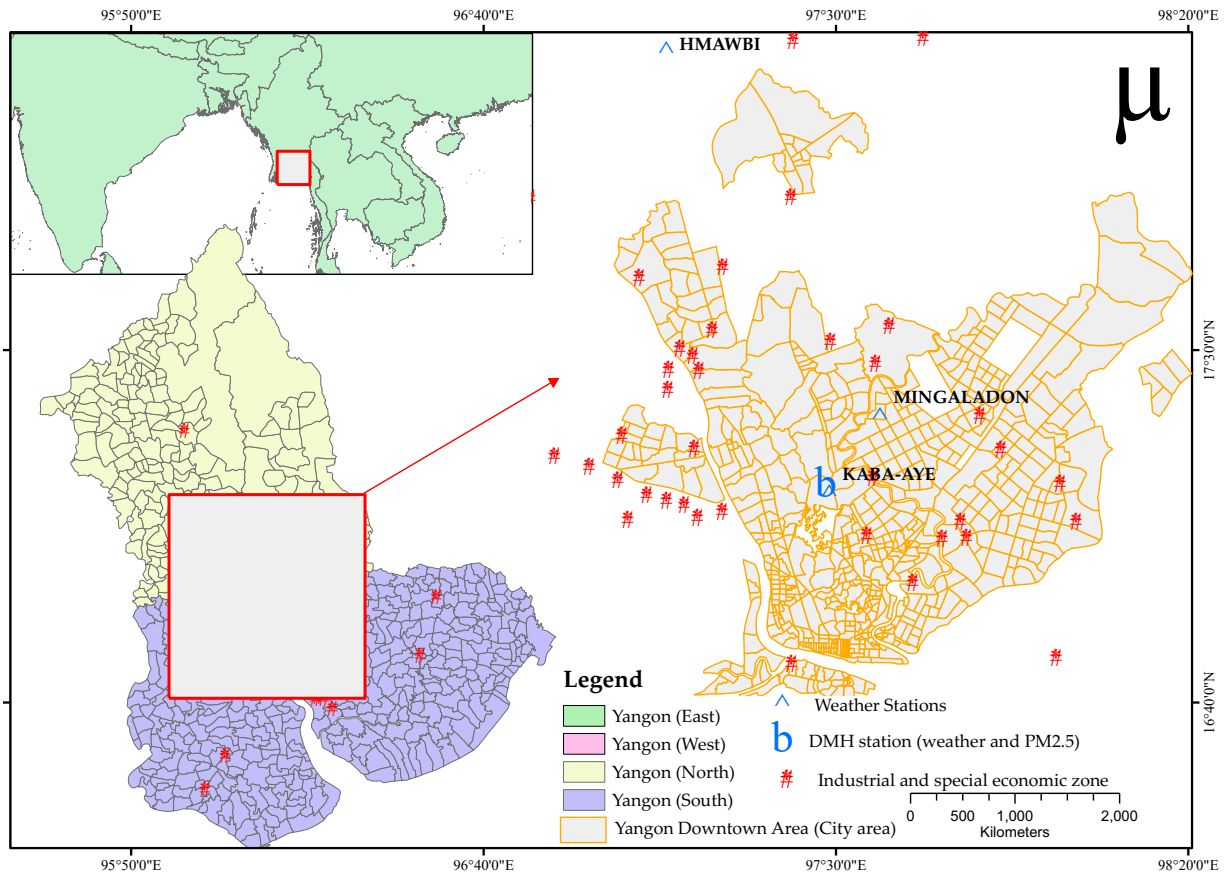 95°50'0"E 96°40'0"E 97°30'0"E 98°20'0"E
HMAWBI
µ
17°30'0"N
MINGALADON
KABA-AYE
b
16°40'0"N
Legend
Yangon (East)
Yangon (West)
Yangon (North)
Yangon (South)
Yangon Downtown Area (City area)
^ Weather Stations
b DMH station (weather and PM2.5)
Industrial and special economic zone
0 500 1,000 2,000
Kilometers
95°50'0"E 96°40'0"E 97°30'0"E 98°20'0"E